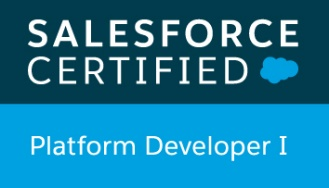 SALESFORCE
CERTIFIED
Platform Developer I